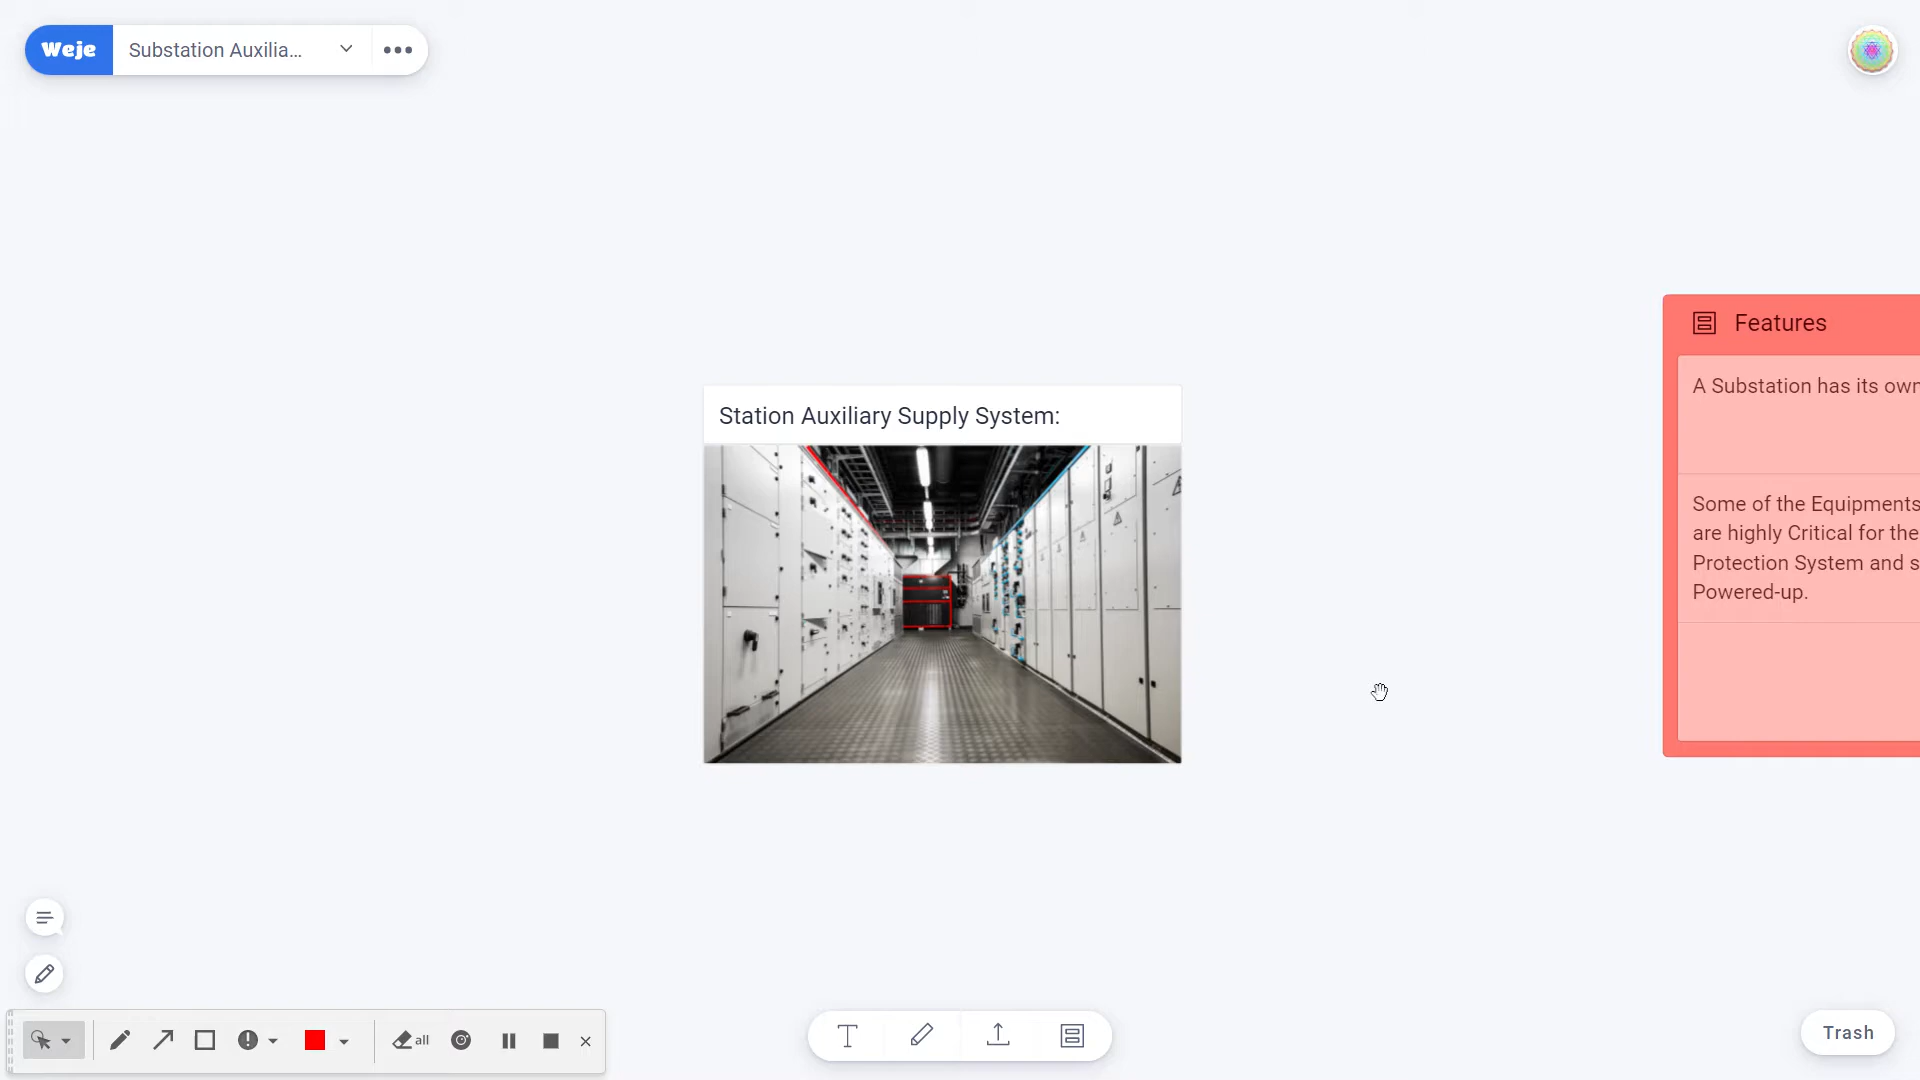 Weje
Substation Auxilia...
Features
A Substation has its own
Station Auxiliary Supply System:
Some of the Equipments
are highly Critical for the
Protection System and s
Powered-up.
all
Trash